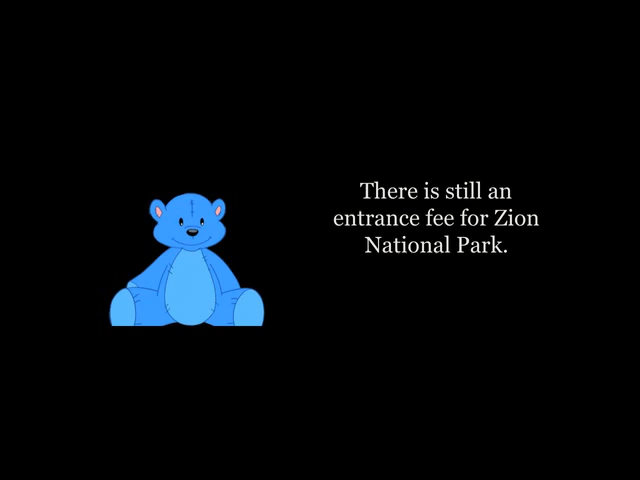 There is still an
entrance fee for Zion
National Park.